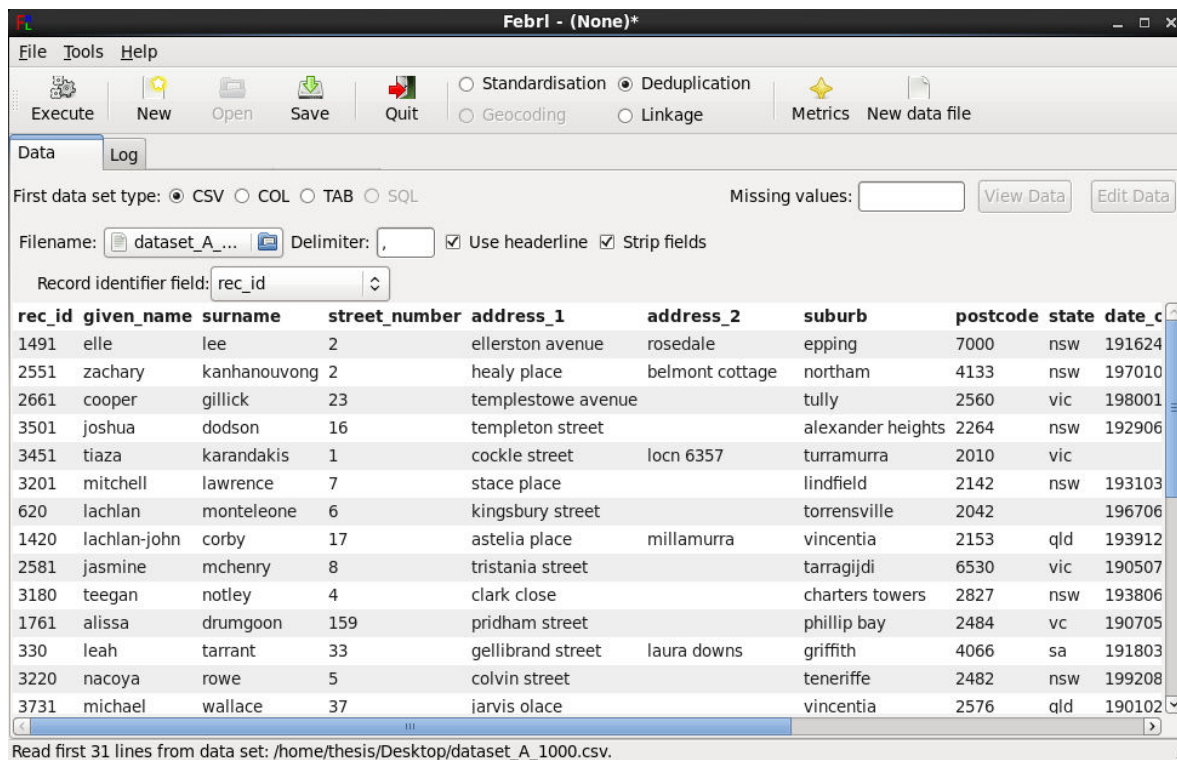 Febrl - (None)*
File Tools Help
Standardisation Deduplication
Execute New Open Save Quit Geocoding Linkage Metrics New data file
Data Log
First data set type: CSV COL TAB SQL Missing values: View Data Edit Data
Filename: dataset_A_... Delimiter: , Use headerline Strip fields
Record identifier field: rec_id
rec_id given_name surname street_number address_1 address_2 suburb postcode state date_c
1491 elle lee 2 ellerston avenue rosedale epping 7000 nsw 191624
2551 zachary kanhanouvong 2 healy place belmont cottage northam 4133 nsw 197010
2661 cooper gillick 23 templestowe avenue tully 2560 vic 198001
3501 joshua dodson 16 templeton street alexander heights 2264 nsw 192906
3451 tiaza karandakis 1 cockle street locn 6357 turramurra 2010 vic
3201 mitchell lawrence 7 stace place lindfield 2142 nsw 193103
620 lachlan monteleone 6 kingsbury street torrensville 2042 196706
1420 lachlan-john corby 17 astelia place millamurra vincentia 2153 qld 193912
2581 jasmine mchenry 8 tristania street tarragijdi 6530 vic 190507
3180 teegan notley 4 clark close charters towers 2827 nsw 193806
1761 alissa drumgoon 159 pridham street phillip bay 2484 vc 190705
330 leah tarrant 33 gellibrand street laura downs griffith 4066 sa 191803
3220 nacoya rowe 5 colvin street teneriffe 2482 nsw 199208
3731 michael wallace 37 jarvis olace vincentia 2576 qld 190102
Read first 31 lines from data set: /home/thesis/Desktop/dataset_A_1000.csv.